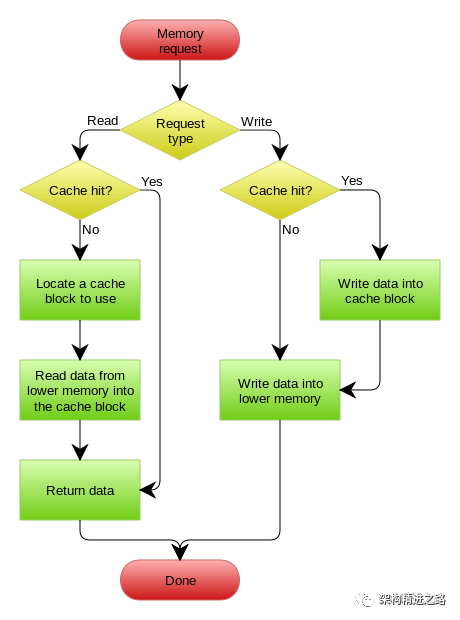 Memory
request
Request
type
Read
Write
Cache hit?
Yes
No
Cache hit?
Yes
No
Locate a cache
block to use
Write data into
cache block
Read data from
lower memory into
the cache block
Write data into
lower memory
Return data
Done
架构精进之路